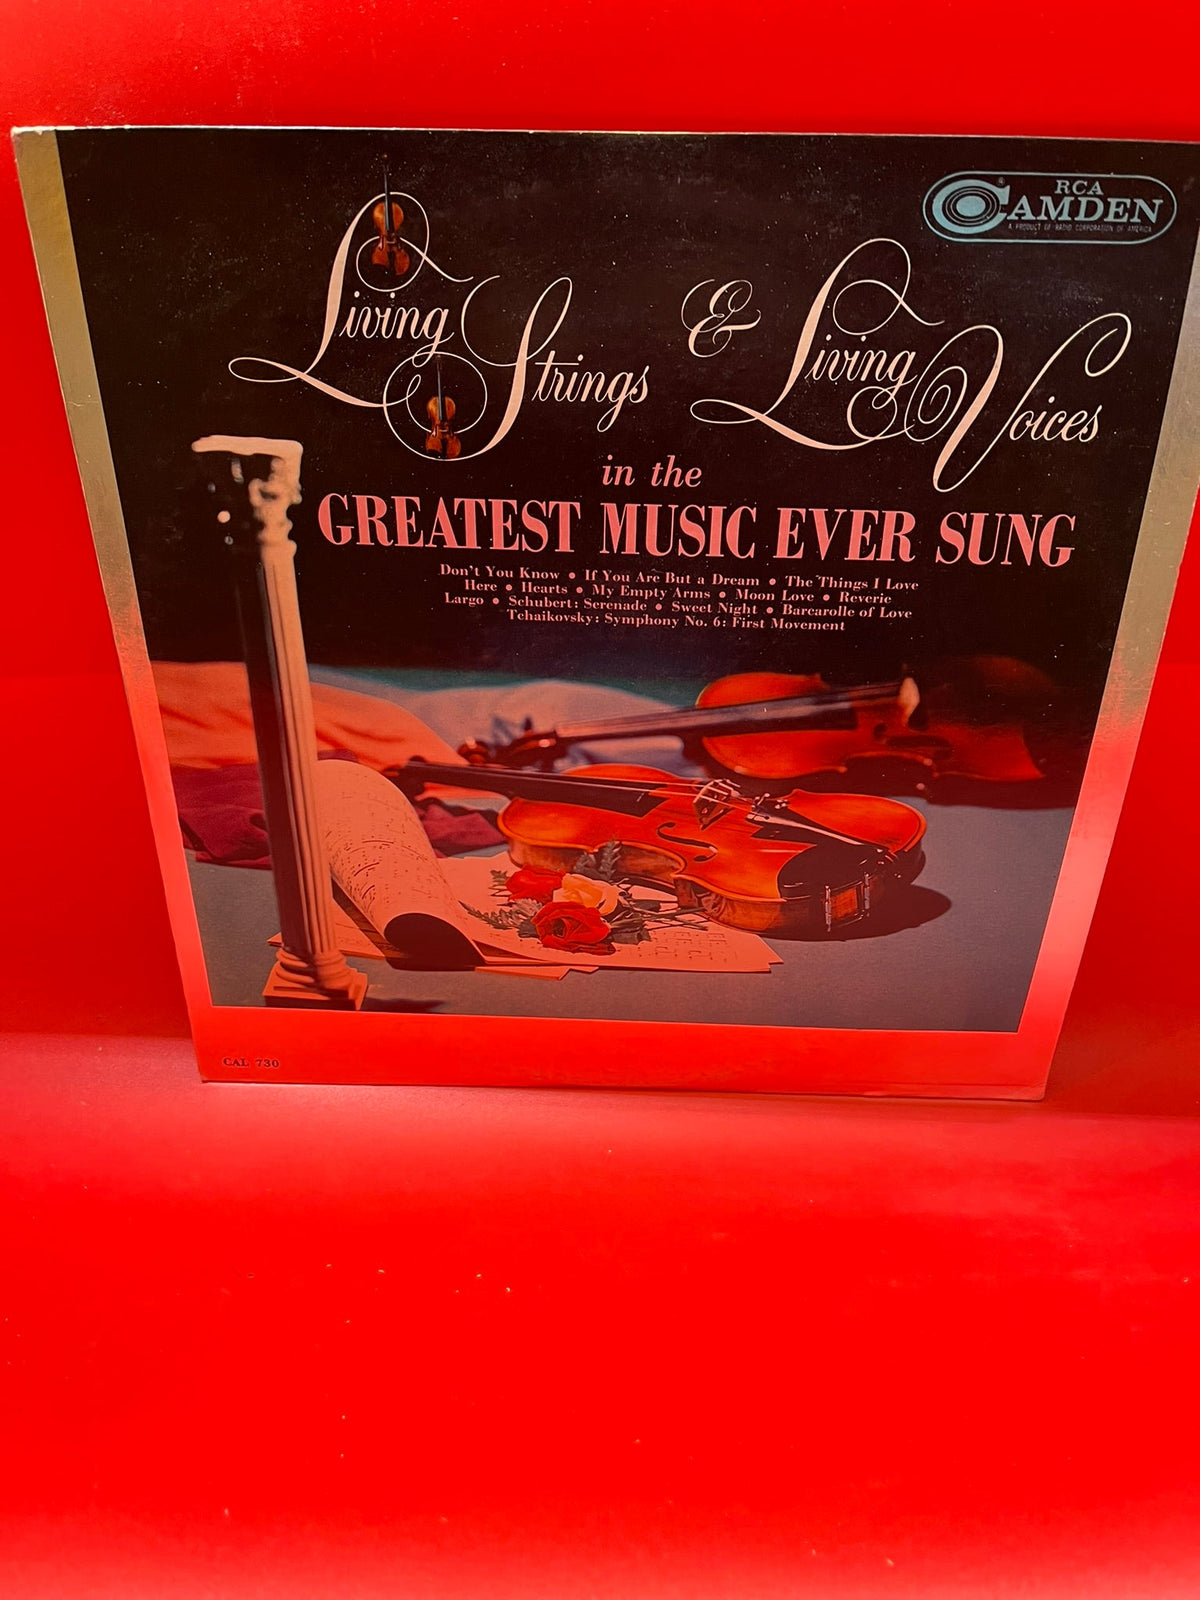 RCA
CAMDEN
A PRODUCT OF RADIO CORPORATION OF AMERICA
Living Strings & Living Voices
in the
GREATEST MUSIC EVER SUNG
Don't You Know • If You Are But a Dream • The Things I Love
Here • Hearts • My Empty Arms • Moon Love • Reverie
Largo • Schubert: Serenade • Sweet Night • Barcarolle of Love
Tchaikovsky: Symphony No. 6: First Movement
CAL 730